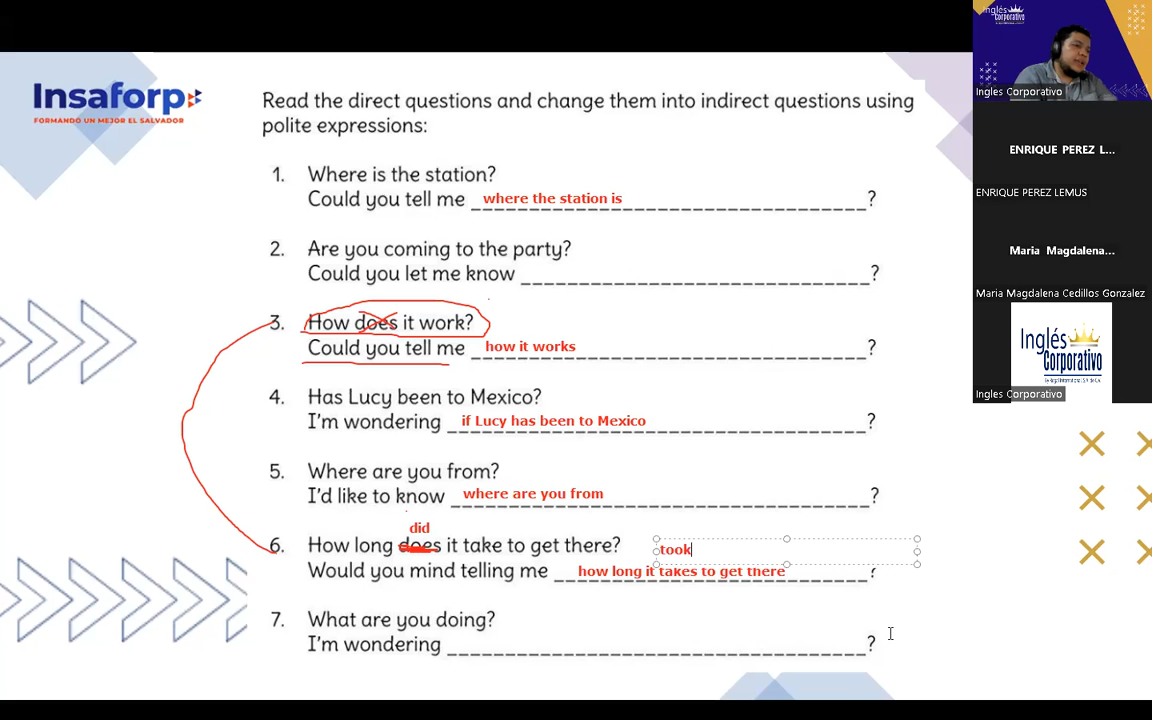 Insaforp
FORMANDO UN MEJOR EL SALVADOR
Read the direct questions and change them into indirect questions using
polite expressions:
1. Where is the station?
Could you tell me where the station is ?
2. Are you coming to the party?
Could you let me know ?
3. How does it work?
Could you tell me how it works ?
4. Has Lucy been to Mexico?
I'm wondering if Lucy has been to Mexico ?
5. Where are you from?
I'd like to know where are you from ?
did
6. How long does it take to get there? took
Would you mind telling me how long it takes to get there ?
7. What are you doing?
I'm wondering ?
Inglés
Corporativo
Ingles Corporativo
ENRIQUE PEREZ L...
ENRIQUE PEREZ LEMUS
Maria Magdalena...
Maria Magdalena Cedillos Gonzalez
Inglés
Corporativo
Ingles Corporativo